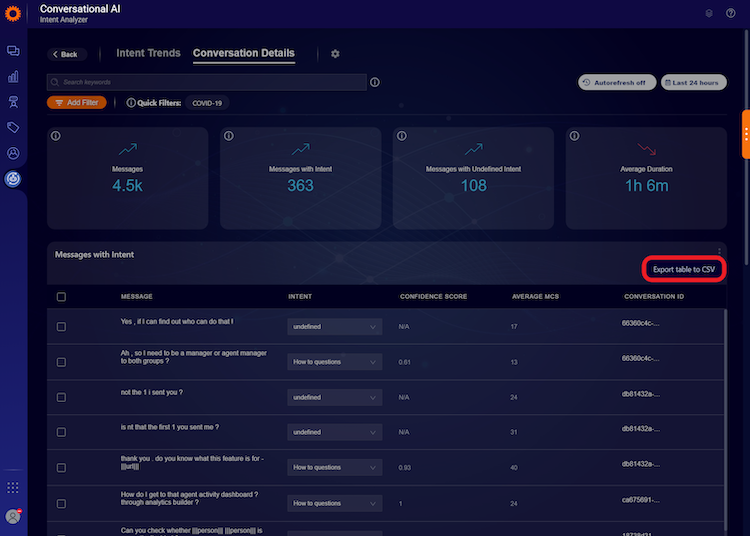 Conversational AI
Intent Analyzer
Back
Intent Trends
Conversation Details
Search keywords
Autorefresh off
Last 24 hours
Add Filter
Quick Filters:
COVID-19
Messages
4.5k
Messages with Intent
363
Messages with Undefined Intent
108
Average Duration
1h 6m
Messages with Intent
Export table to CSV
MESSAGE INTENT CONFIDENCE SCORE AVERAGE MCS CONVERSATION ID
Yes , if I can find out who can do that ! undefined N/A 17 66360c4c-...
Ah , so I need to be a manager or agent manager
to both groups ? How to questions 0.61 13 66360c4c-...
not the 1 i sent you ? undefined N/A 24 db81432a-...
is nt that the first 1 you sent me ? undefined N/A 31 db81432a-...
thank you . do you know what this feature is for -
|||url||| How to questions 0.93 40 db81432a-...
How do I get to that agent activity dashboard ?
through analytics builder ? How to questions 1 24 ca675691-...
Can you check whether |||person||| |||person||| is